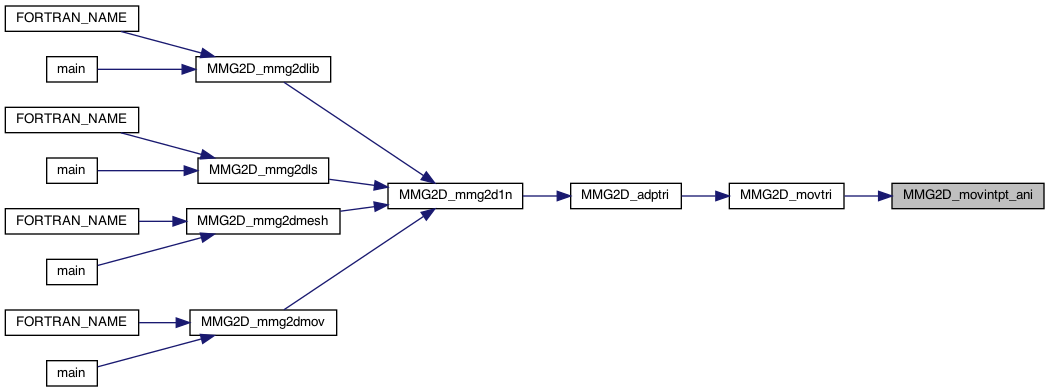 FORTRAN_NAME
main
MMG2D_mmg2dlib
FORTRAN_NAME
main
MMG2D_mmg2dls
FORTRAN_NAME
main
MMG2D_mmg2dmesh
FORTRAN_NAME
main
MMG2D_mmg2dmov
MMG2D_mmg2d1n
MMG2D_adptri
MMG2D_movtri
MMG2D_movintpt_ani